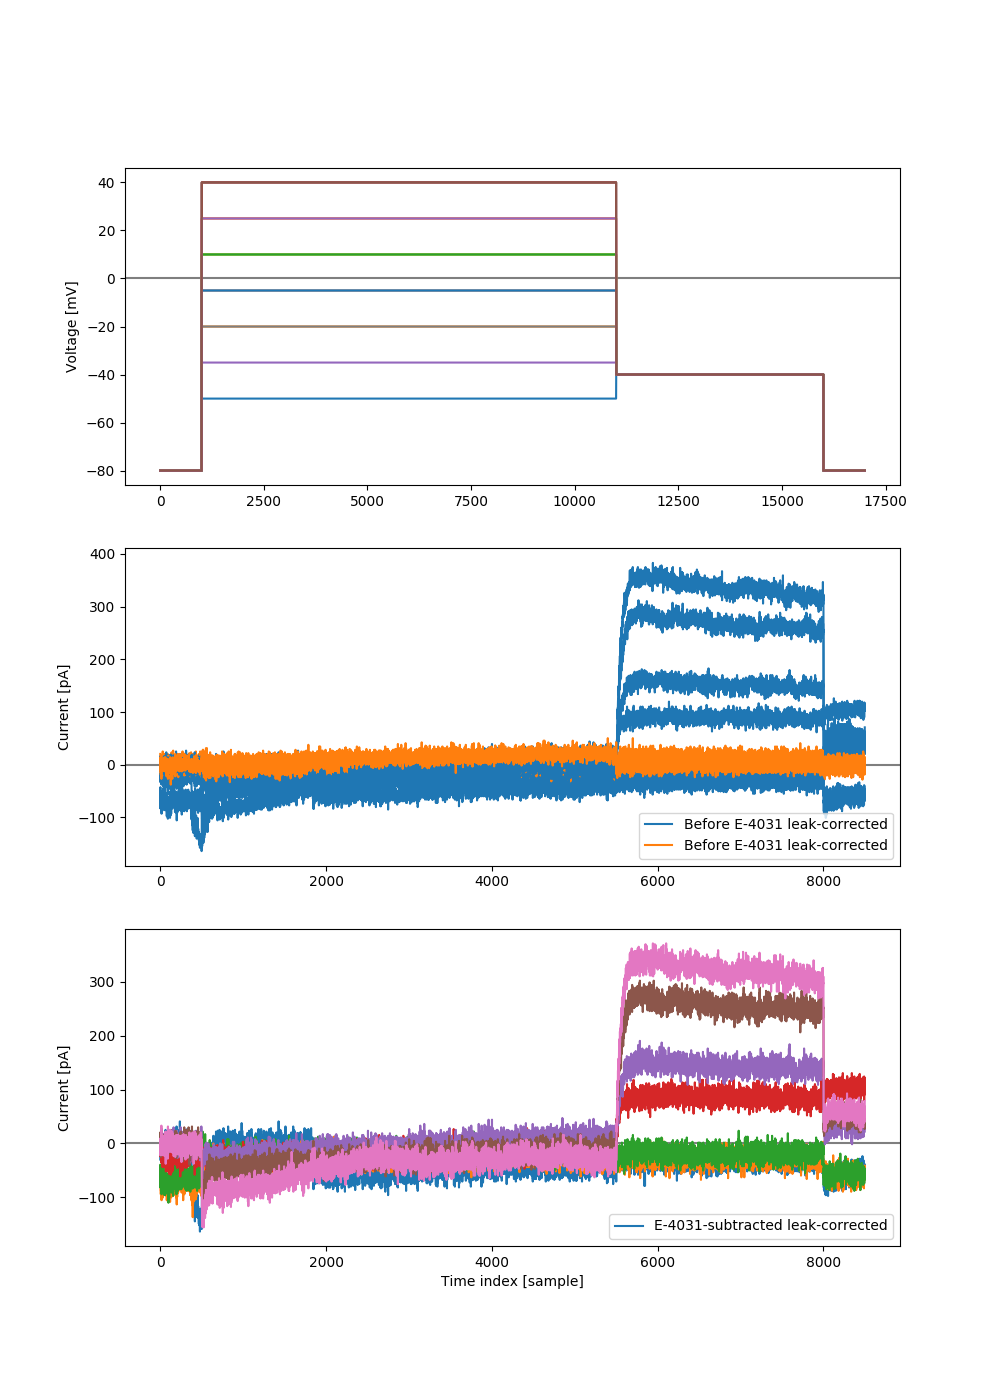 40
20
0
−20
−40
−60
−80
Voltage [mV]
0 2500 5000 7500 10000 12500 15000 17500
400
300
200
100
0
−100
Current [pA]
Before E-4031 leak-corrected
Before E-4031 leak-corrected
0 2000 4000 6000 8000
300
200
100
0
−100
Current [pA]
E-4031-subtracted leak-corrected
0 2000 4000 6000 8000
Time index [sample]